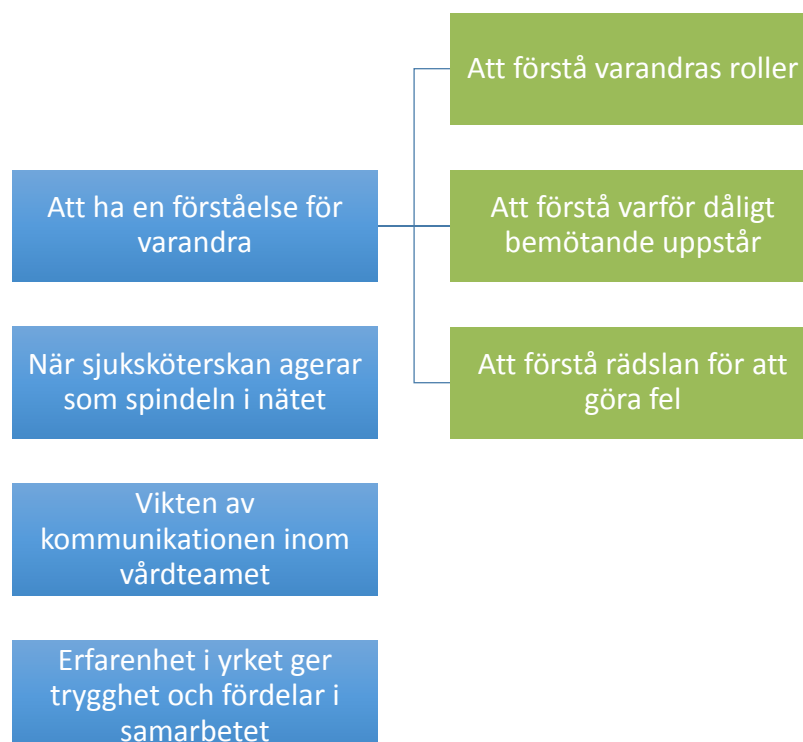 Att förstå varandras roller
Att ha en förståelse för
varandra
Att förstå varför dåligt
bemötande uppstår
När sjuksköterskan agerar
som spindeln i nätet
Att förstå rädslan för att
göra fel
Vikten av
kommunikationen inom
vårdteamet
Erfarenhet i yrket ger
trygghet och fördelar i
samarbetet